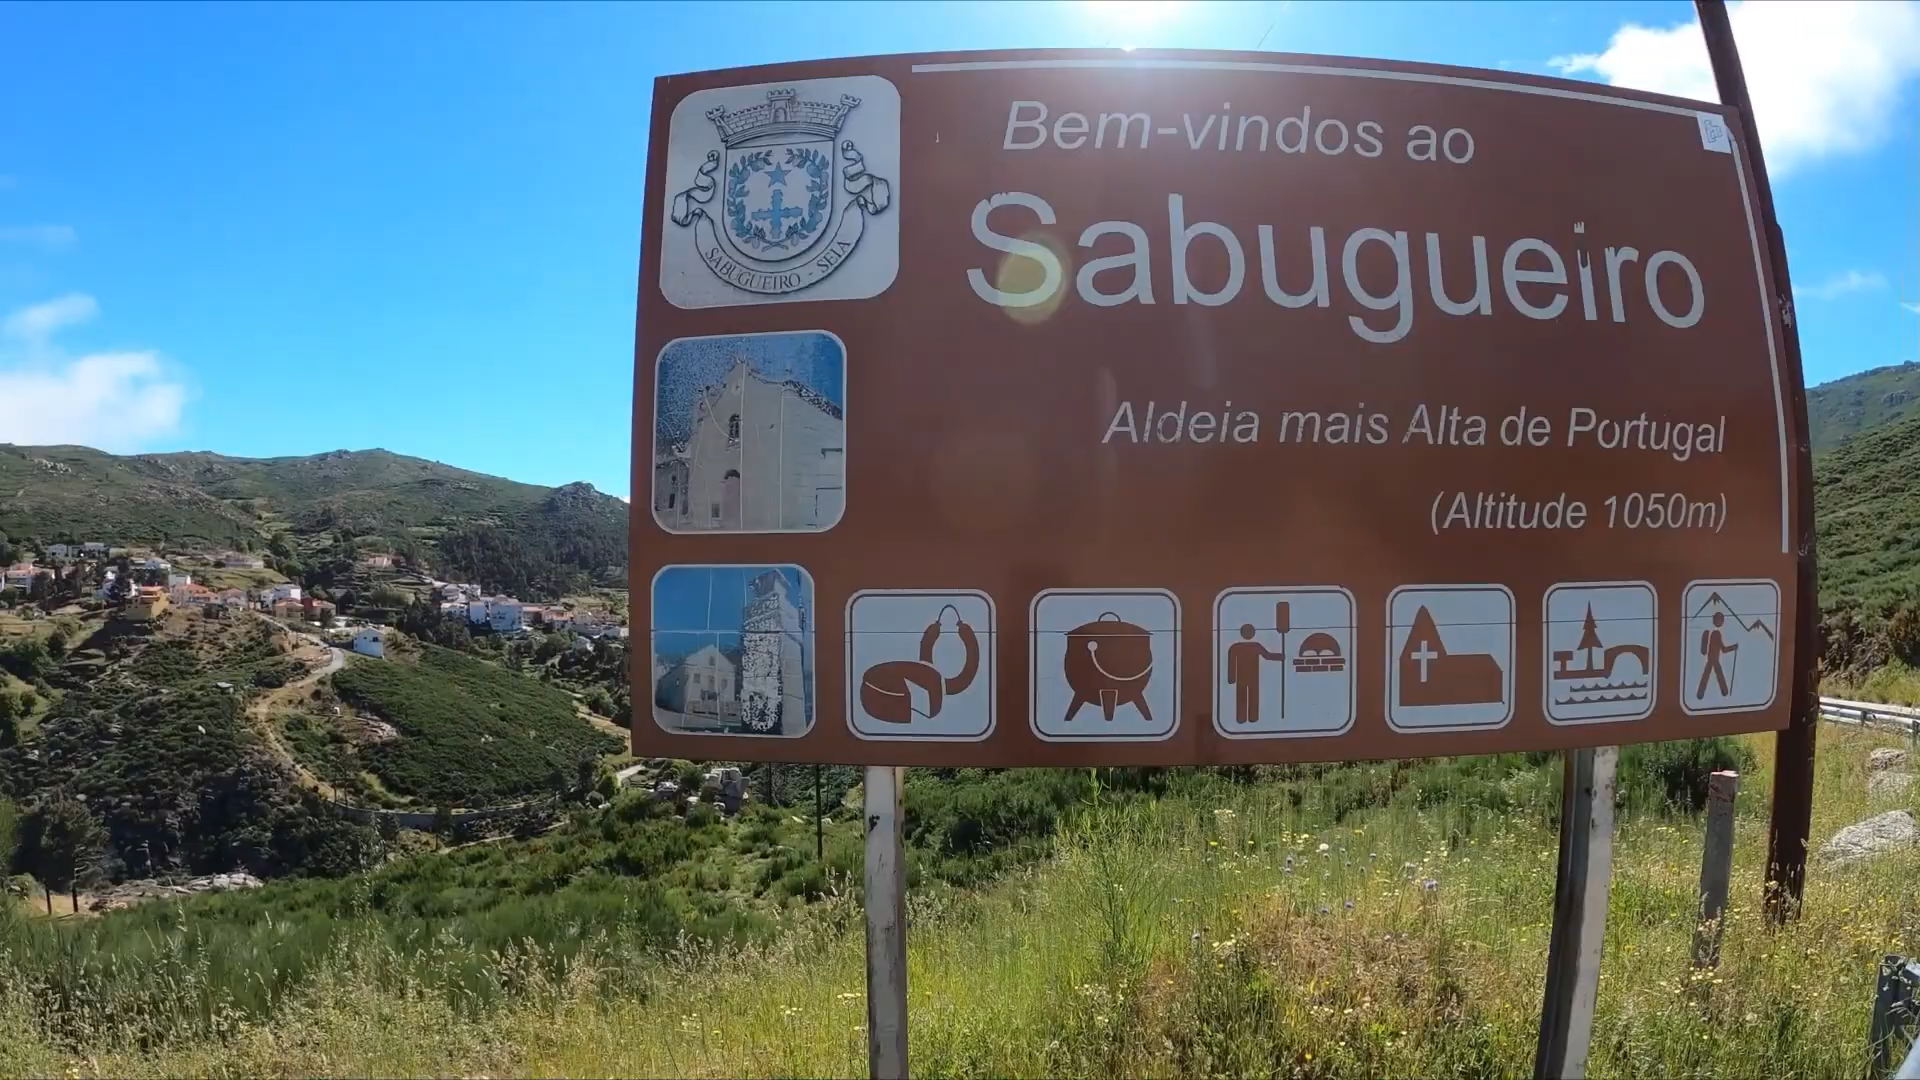 SABUGUEIRO - SEIA
Bem-vindos ao
Sabugueiro
Aldeia mais Alta de Portugal
(Altitude 1050m)